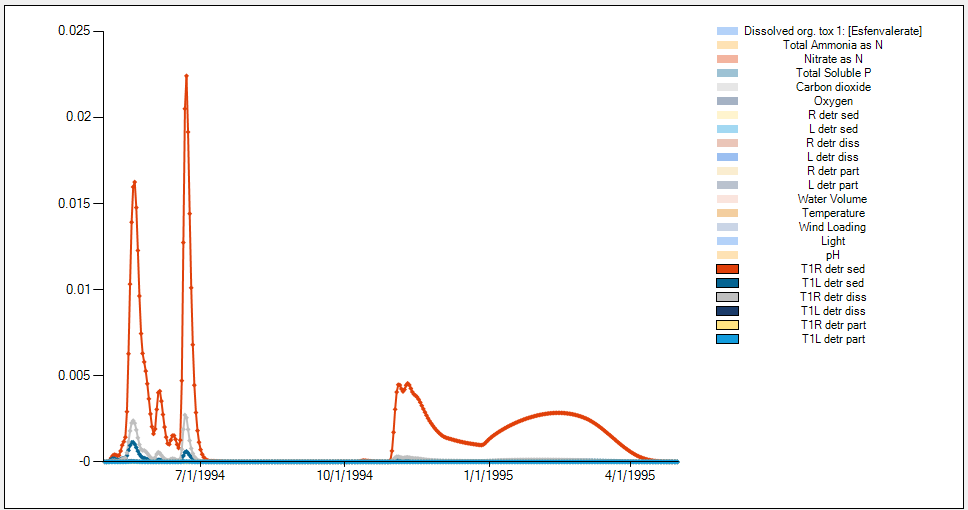 0.025
0.02
0.015
0.01
0.005
-0
7/1/1994
10/1/1994
1/1/1995
4/1/1995
Dissolved org. tox 1: [Esfenvalerate]
Total Ammonia as N
Nitrate as N
Total Soluble P
Carbon dioxide
Oxygen
R detr sed
L detr sed
R detr diss
L detr diss
R detr part
L detr part
Water Volume
Temperature
Wind Loading
Light
pH
T1R detr sed
T1L detr sed
T1R detr diss
T1L detr diss
T1R detr part
T1L detr part